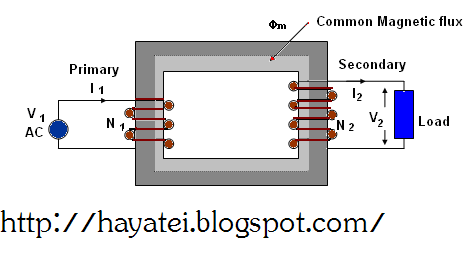 Φm
Common Magnetic flux
Primary
Secondary
I 1
I2
V 1
AC
N 1
N 2
V2
Load
http://hayatei.blogspot.com/